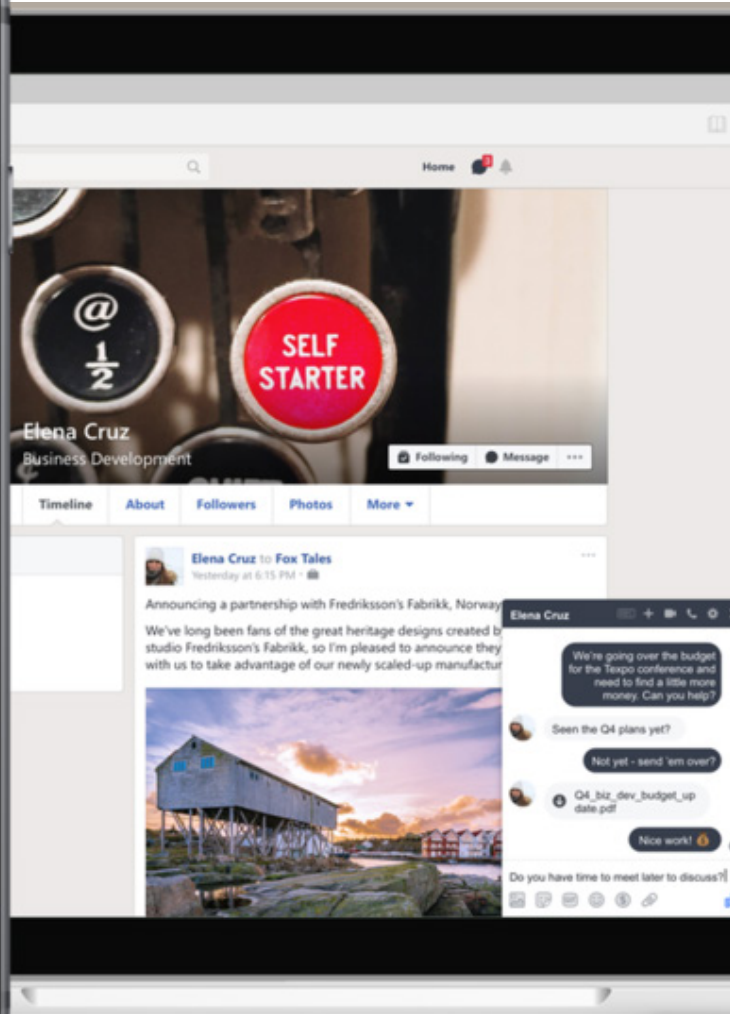 Home
3
@
1
2
SELF
STARTER
Elena Cruz
Business Development
Following
Message
Timeline
About
Followers
Photos
More
Elena Cruz to Fox Tales
Yesterday at 6:15 PM ·
Announcing a partnership with Fredriksson's Fabrikk, Norway
We've long been fans of the great heritage designs created b
studio Fredriksson's Fabrikk, so I'm pleased to announce they
with us to take advantage of our newly scaled-up manufactur
Elena Cruz
We're going over the budget
for the Texpo conference and
need to find a little more
money. Can you help?
Seen the Q4 plans yet?
Not yet - send 'em over?
Q4_biz_dev_budget_up
date.pdf
Nice work!
Do you have time to meet later to discuss?